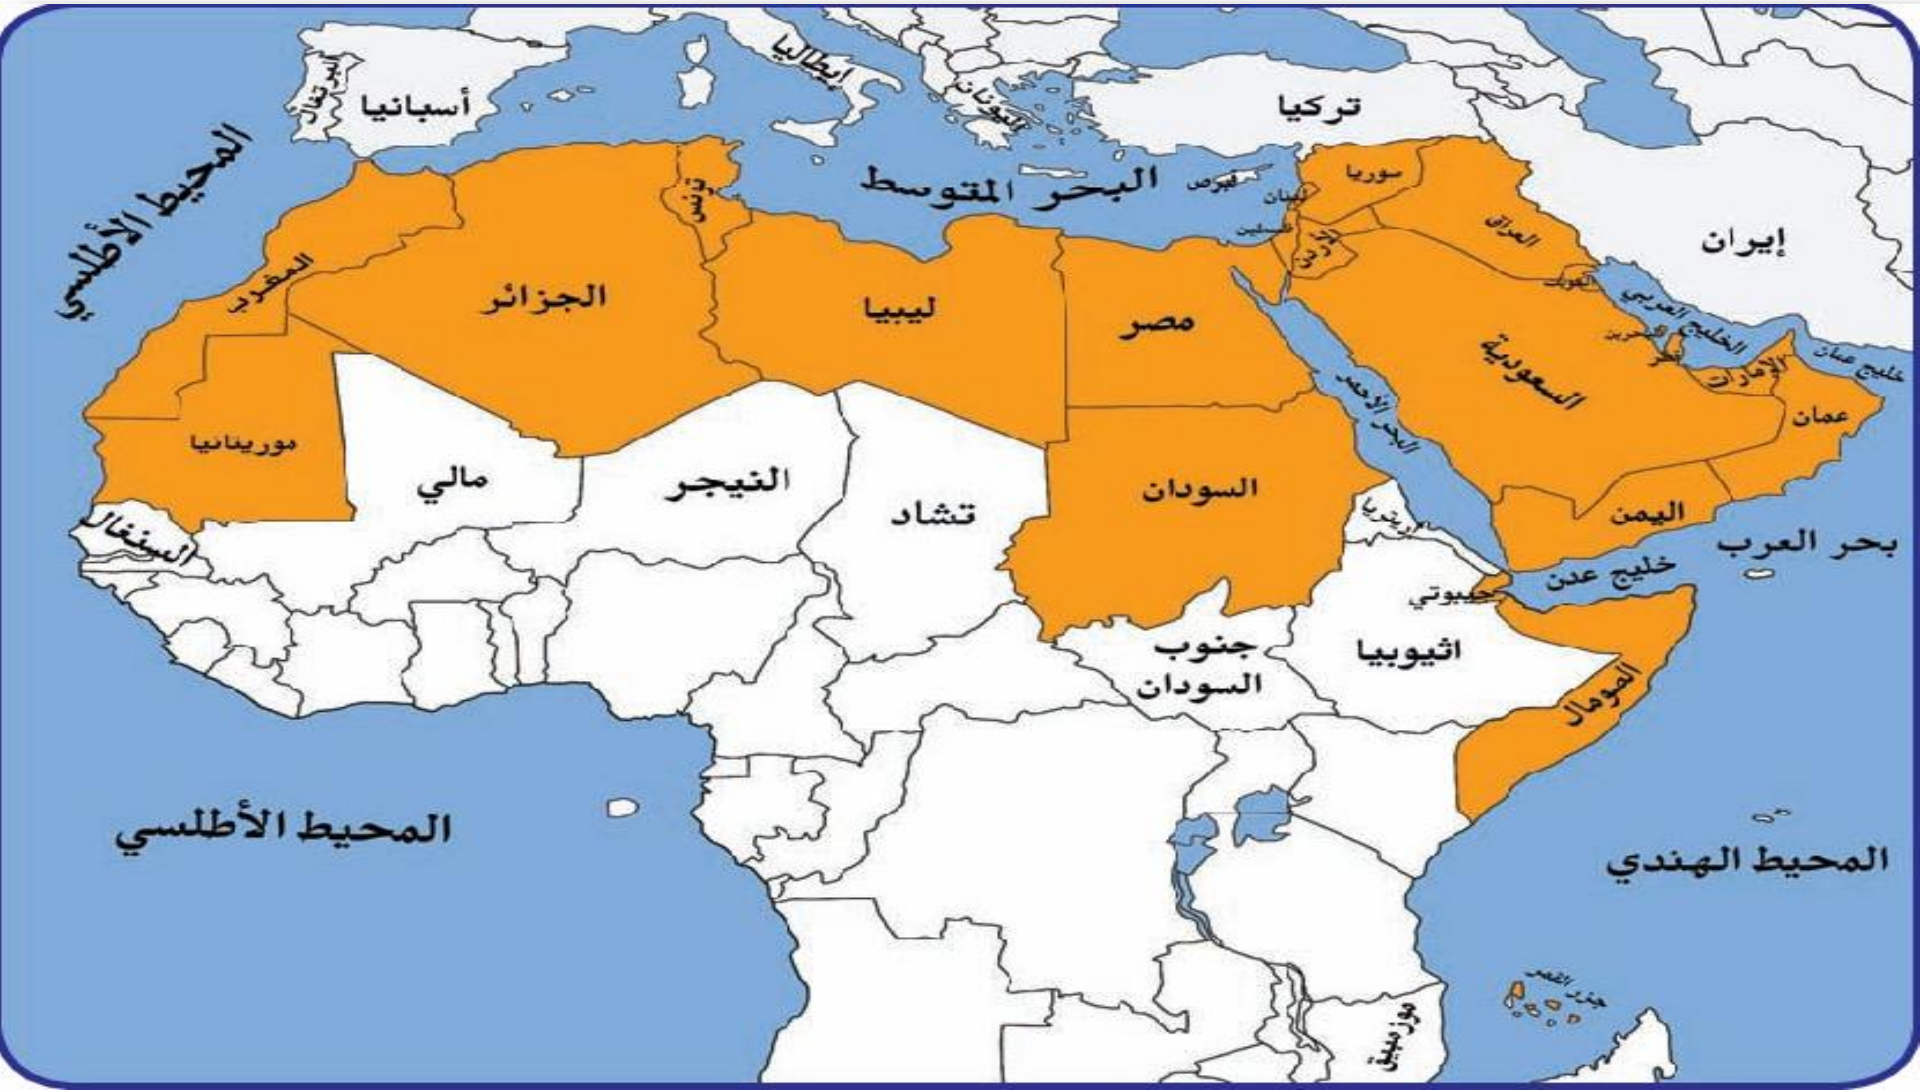 البرتغال
أسبانيا
إيطاليا
اليونان
تركيا
المحيط الأطلسي
البحر المتوسط
قبرص
لبنان
سوريا
فلسطين
الأردن
العراق
إيران
الكويت
تونس
المغرب
الجزائر
ليبيا
مصر
السعودية
البحر الأحمر
الخليج العربي
البحرين
قطر
الإمارات
خليج عمان
عمان
موريتانيا
مالي
النيجر
تشاد
السودان
اريتريا
اليمن
السنغال
بحر العرب
خليج عدن
جيبوتي
جنوب
السودان
اثيوبيا
الصومال
المحيط الأطلسي
المحيط الهندي
جزر القمر
موزمبيق